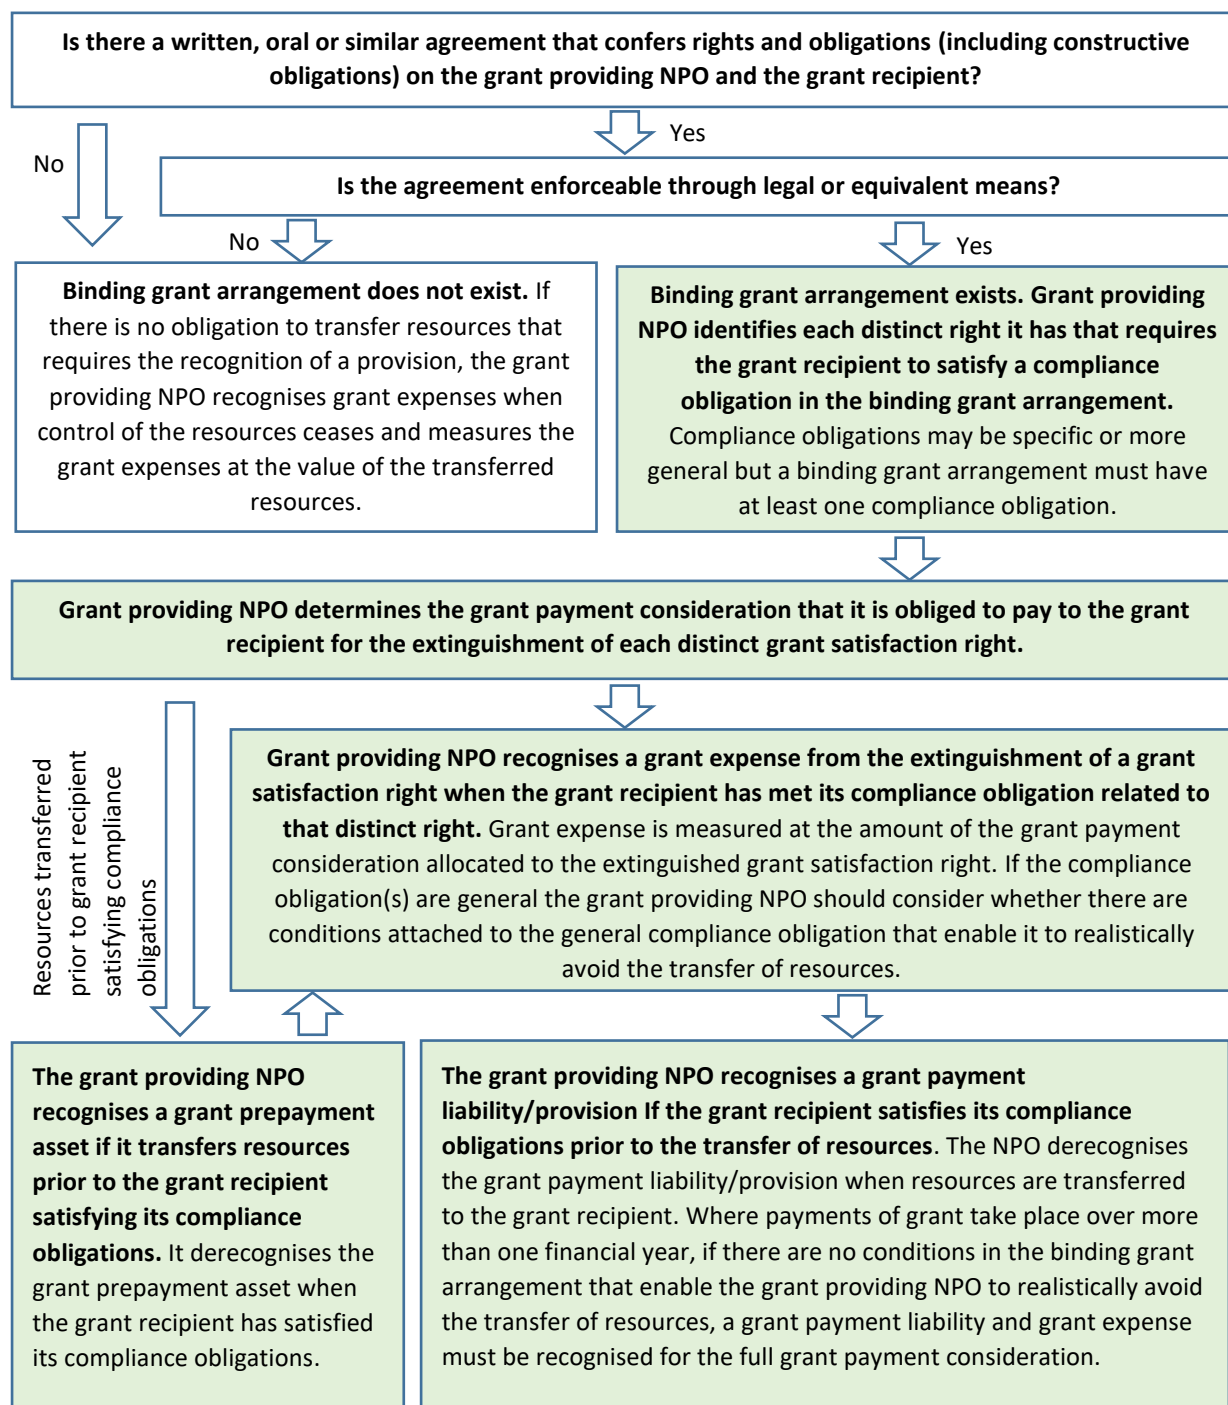 Is there a written, oral or similar agreement that confers rights and obligations (including constructive
obligations) on the grant providing NPO and the grant recipient?
No
Yes
Is the agreement enforceable through legal or equivalent means?
No
Yes
Binding grant arrangement does not exist. If
there is no obligation to transfer resources that
requires the recognition of a provision, the grant
providing NPO recognises grant expenses when
control of the resources ceases and measures the
grant expenses at the value of the transferred
resources.
Binding grant arrangement exists. Grant providing
NPO identifies each distinct right it has that requires
the grant recipient to satisfy a compliance
obligation in the binding grant arrangement.
Compliance obligations may be specific or more
general but a binding grant arrangement must have
at least one compliance obligation.
Grant providing NPO determines the grant payment consideration that it is obliged to pay to the grant
recipient for the extinguishment of each distinct grant satisfaction right.
Resources transferred
prior to grant recipient
satisfying compliance
obligations
Grant providing NPO recognises a grant expense from the extinguishment of a grant
satisfaction right when the grant recipient has met its compliance obligation related to
that distinct right. Grant expense is measured at the amount of the grant payment
consideration allocated to the extinguished grant satisfaction right. If the compliance
obligation(s) are general the grant providing NPO should consider whether there are
conditions attached to the general compliance obligation that enable it to realistically
avoid the transfer of resources.
The grant providing NPO
recognises a grant prepayment
asset if it transfers resources
prior to the grant recipient
satisfying its compliance
obligations. It derecognises the
grant prepayment asset when
the grant recipient has satisfied
its compliance obligations.
The grant providing NPO recognises a grant payment
liability/provision If the grant recipient satisfies its compliance
obligations prior to the transfer of resources. The NPO derecognises
the grant payment liability/provision when resources are transferred
to the grant recipient. Where payments of grant take place over more
than one financial year, if there are no conditions in the binding grant
arrangement that enable the grant providing NPO to realistically avoid
the transfer of resources, a grant payment liability and grant expense
must be recognised for the full grant payment consideration.